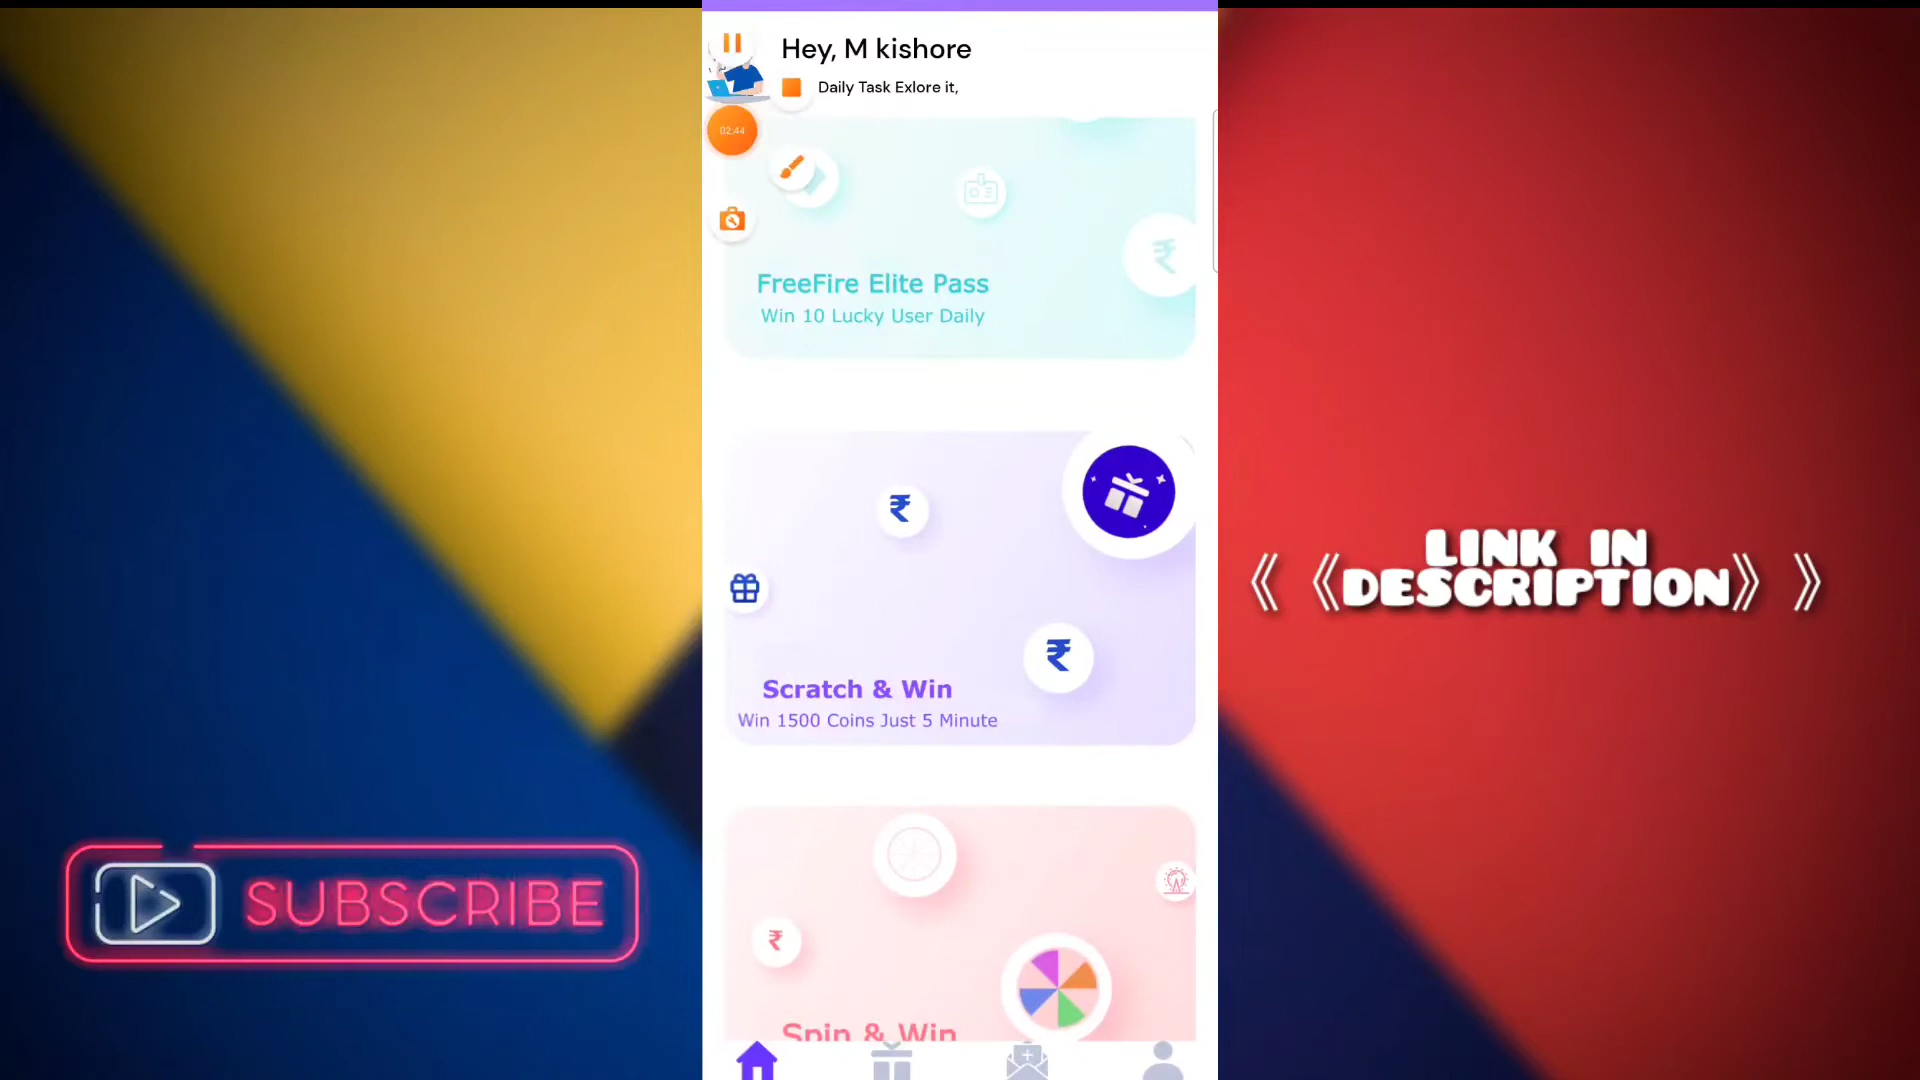 Hey, M kishore
Daily Task Exlore it,
02:44
FreeFire Elite Pass
Win 10 Lucky User Daily
Scratch & Win
Win 1500 Coins Just 5 Minute
Spin & Win
SUBSCRIBE
LINK IN
《 《DESCRIPTION》 》